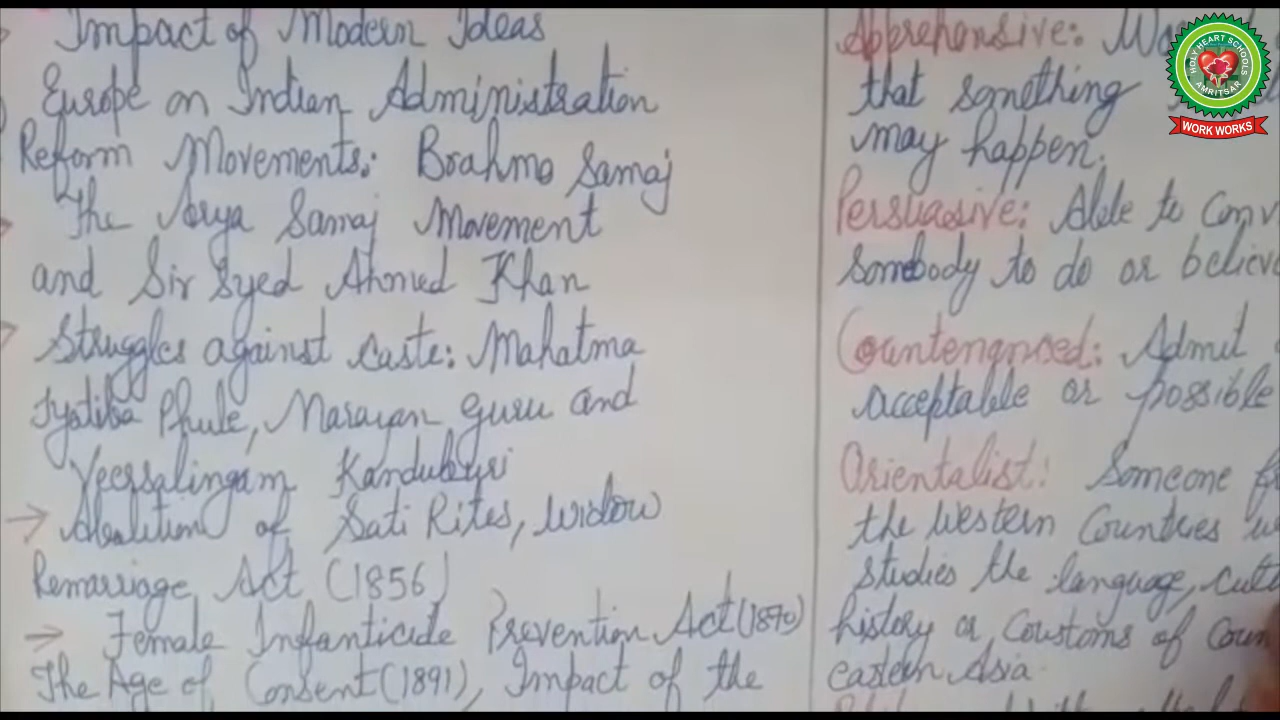 Impact of Modern Ideas
Europe on Indian Administration
Reform Movements: Brahmo Samaj
The Arya Samaj Movement
and Sir Syed Ahmed Khan
Struggles against caste: Mahatma
Jyotiba Phule, Narayan Guru and
Veersalingam Kandukuri
→ Abolition of Sati Rites, Widow
Remarriage Act (1856)
→ Female Infanticide Prevention Act (1870)
The Age of Consent (1891), Impact of the
Apprehensive:
that something
may happen.
Persuasive: Able to
somebody to do or
Countenanced: Admit
acceptable or possible
Orientalist: Someone
the Western Countries
studies the language,
history or Coustoms of
eastern Asia.
HOLY HEART SCHOOLS
AMRITSAR
WORK WORKS